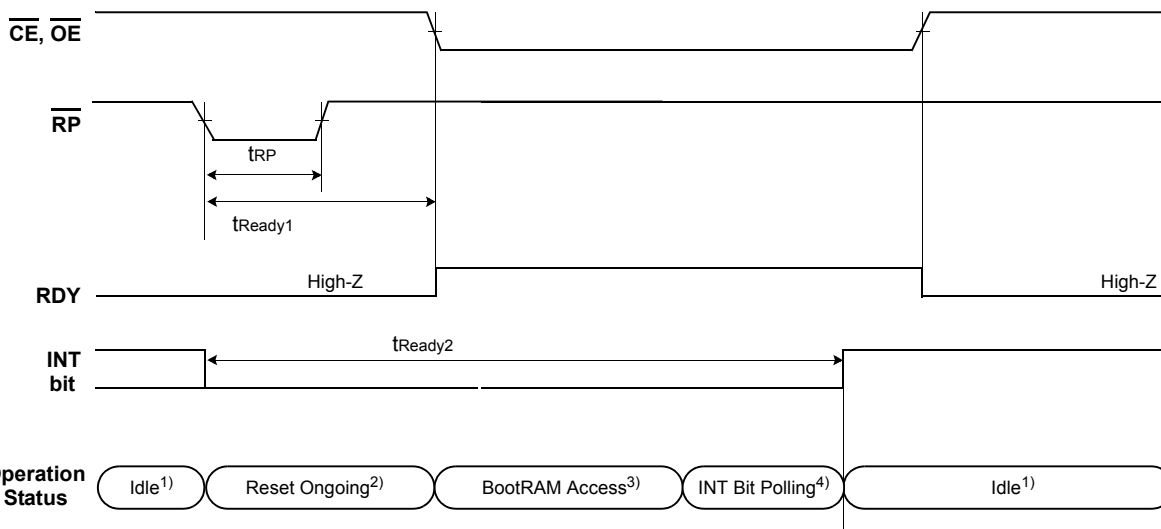 CE, OE
RP
tRP
tReady1
High-Z
High-Z
RDY
tReady2
INT
bit
peration
Status
Idle1)
Reset Ongoing2)
BootRAM Access3)
INT Bit Polling4)
Idle1)